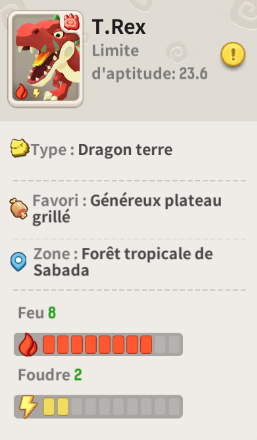 T.Rex
Limite
d'aptitude: 23.6
Type : Dragon terre
Favori : Généreux plateau
grillé
Zone : Forêt tropicale de
Sabada
Feu 8
Foudre 2